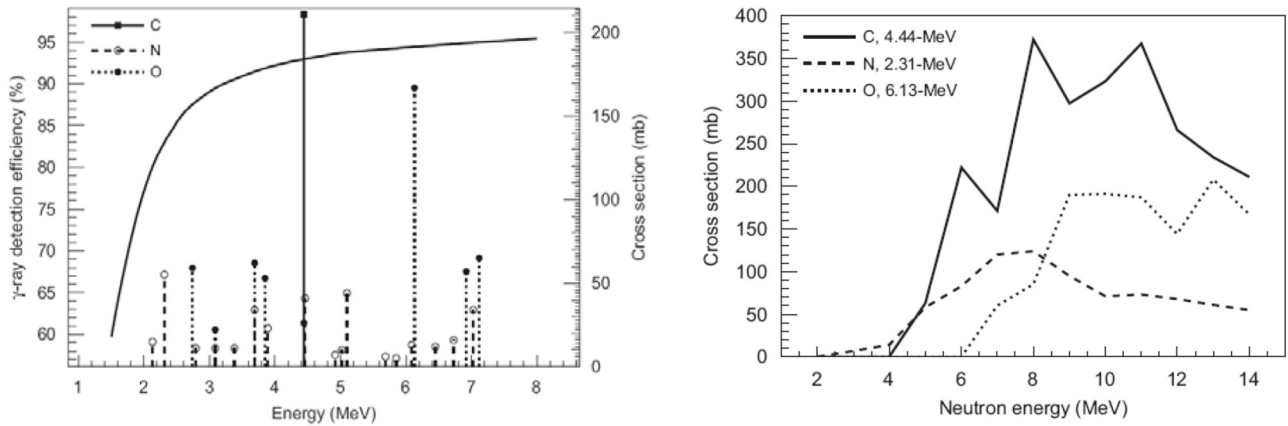 C
N
O
γ-ray detection efficiency (%)
95
90
85
80
75
70
65
60
200
150
100
50
0
Cross section (mb)
1 2 3 4 5 6 7 8
Energy (MeV)
C, 4.44-MeV
N, 2.31-MeV
O, 6.13-MeV
Cross section (mb)
400
350
300
250
200
150
100
50
0
2 4 6 8 10 12 14
Neutron energy (MeV)